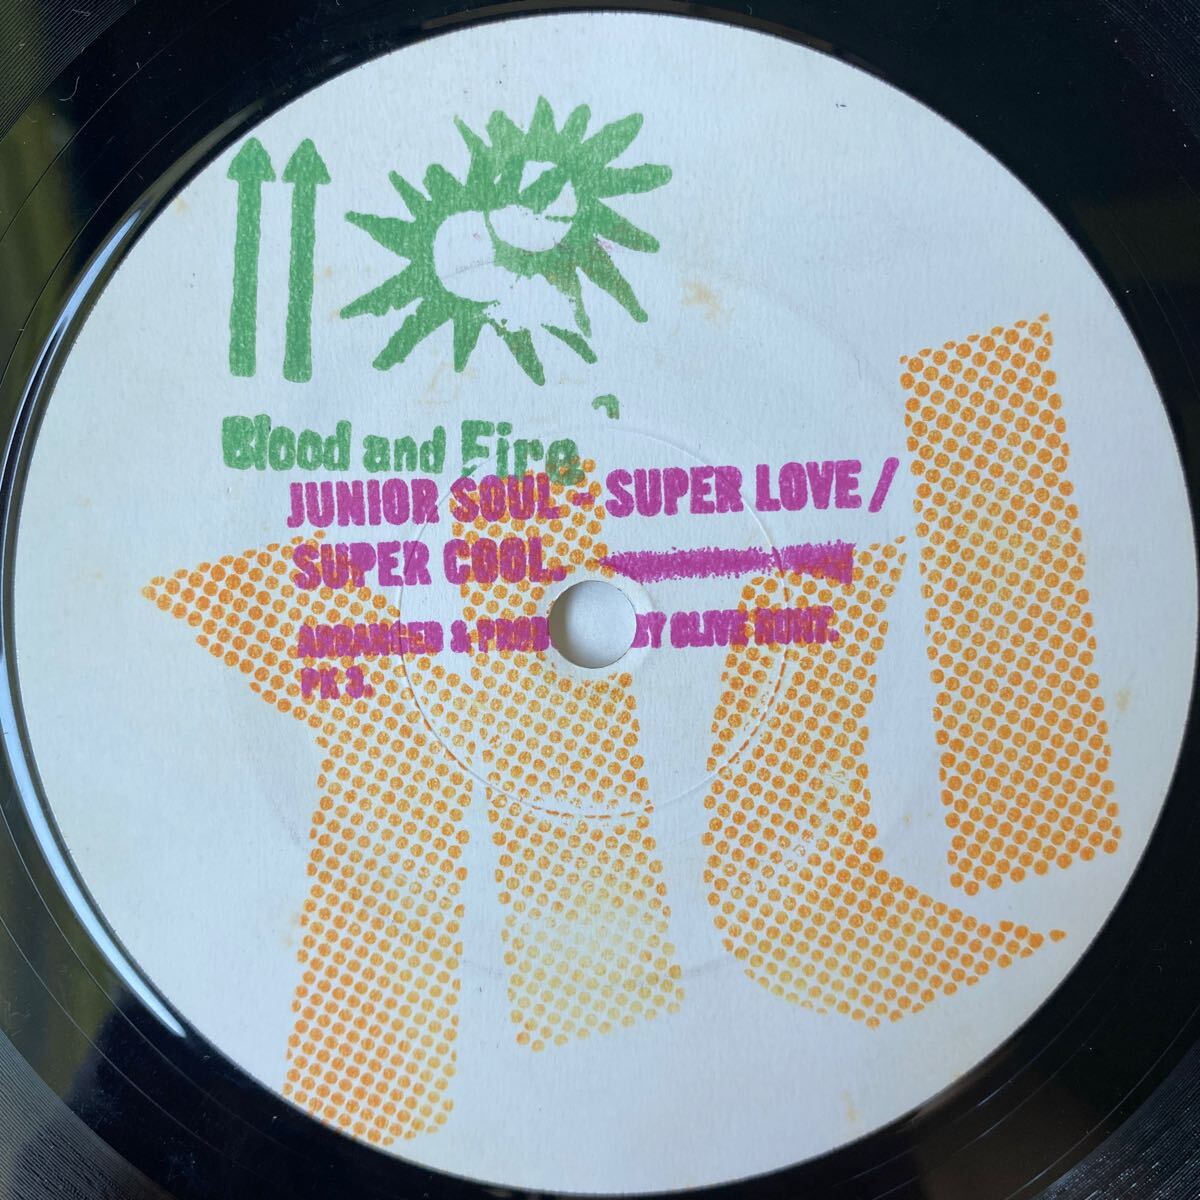 Blood and Fire
JUNIOR SOUL - SUPER LOVE /
SUPER COOL.
ARRANGED & PROD BY CLIVE HUNT.
PK 3.